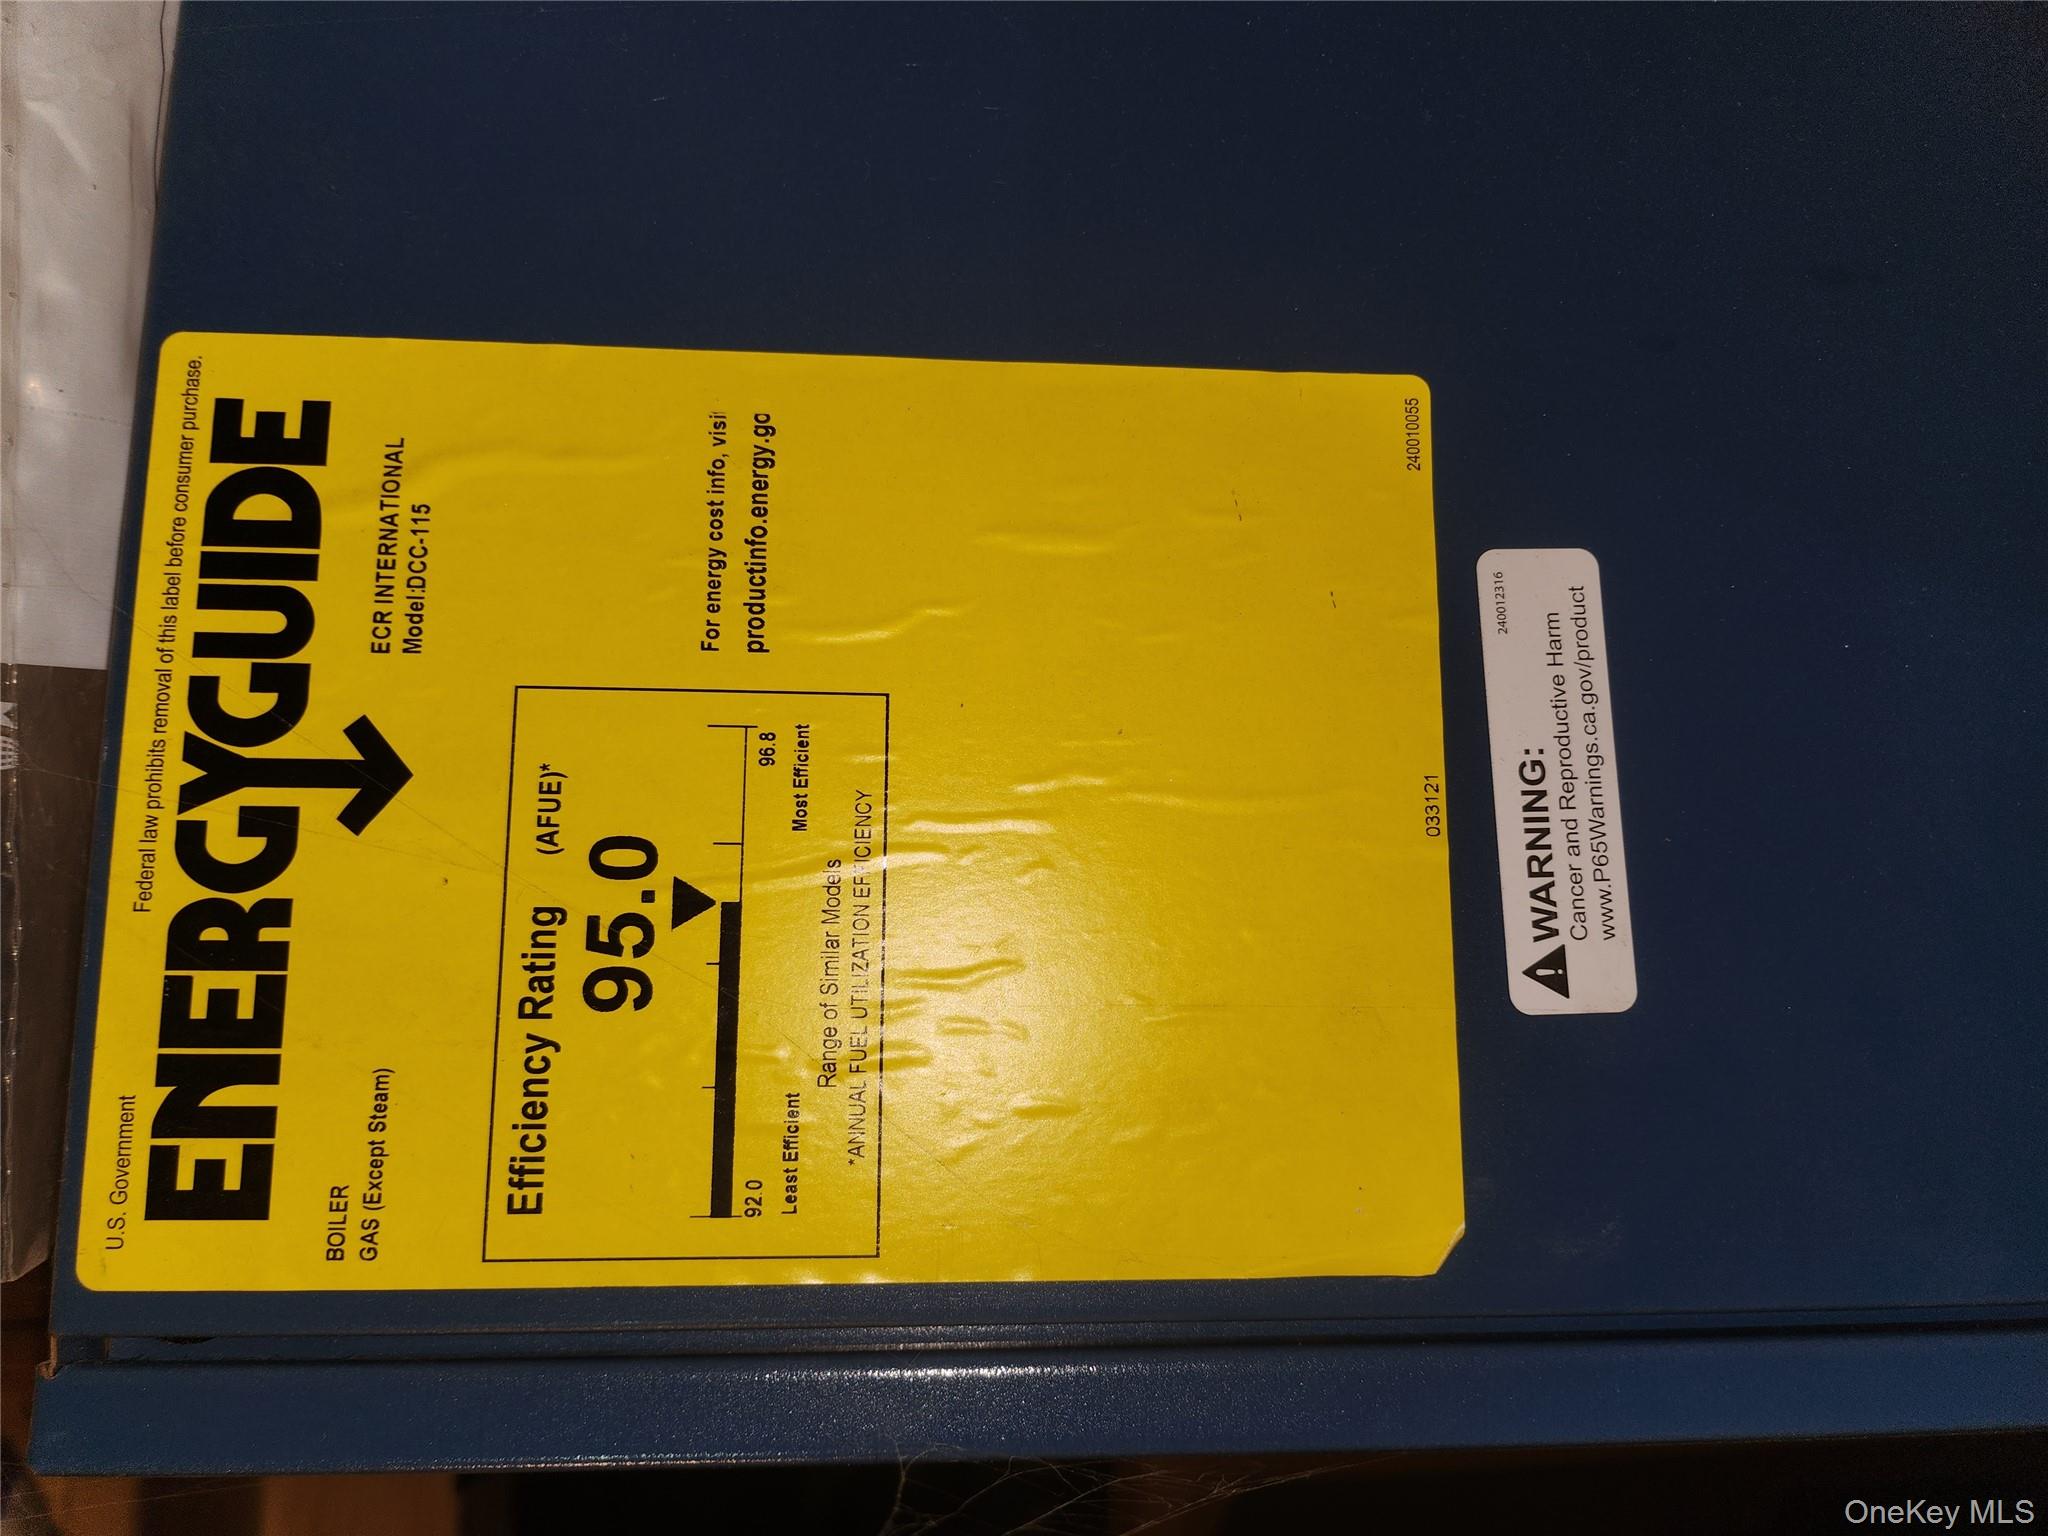 U.S. Government
Federal law prohibits removal of this label before consumer purchase.
ENERGYGUIDE
BOILER
GAS (Except Steam)
ECR INTERNATIONAL
Model:DCC-115
Efficiency Rating (AFUE)*
95.0
92.0
96.8
Least Efficient
Most Efficient
Range of Similar Models
*ANNUAL FUEL UTILIZATION EFFICIENCY
For energy cost info, visit
productinfo.energy.go
033121
240010055
240012316
WARNING:
Cancer and Reproductive Harm
www.P65Warnings.ca.gov/product
OneKey MLS